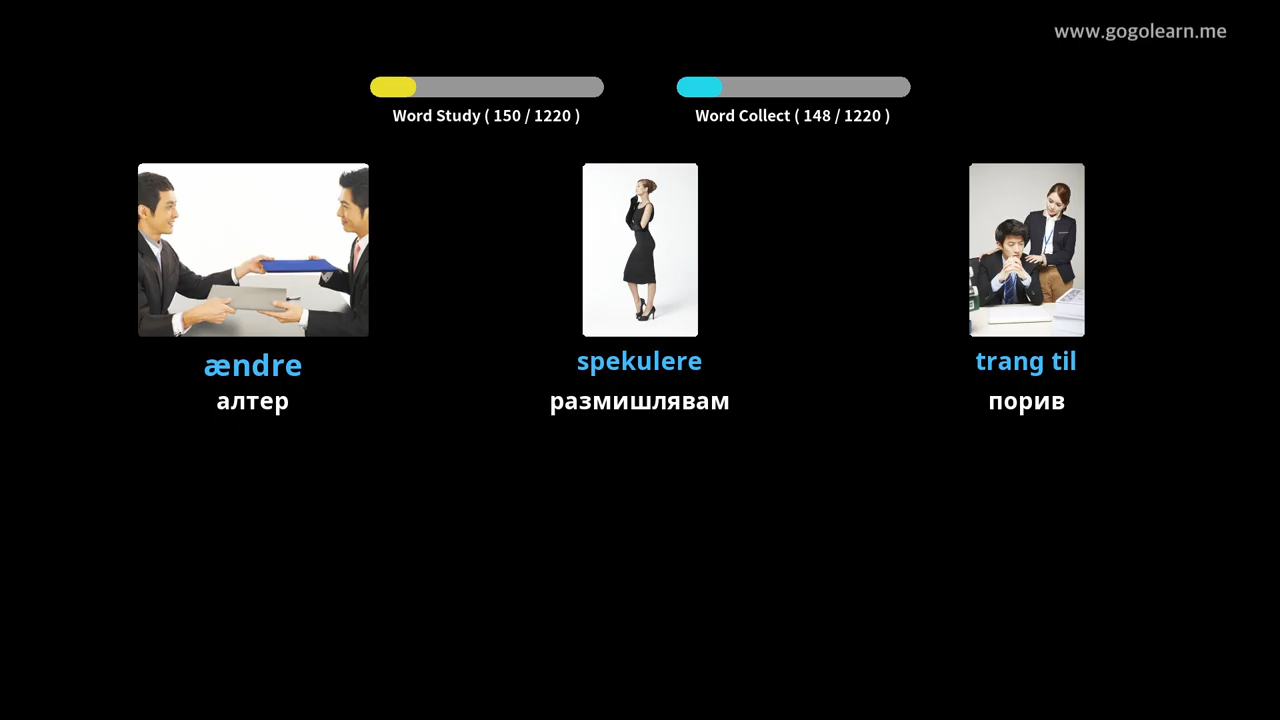 www.gogolearn.me
Word Study ( 150 / 1220 )
Word Collect ( 148 / 1220 )
ændre
алтер
spekulere
размишлявам
trang til
порив